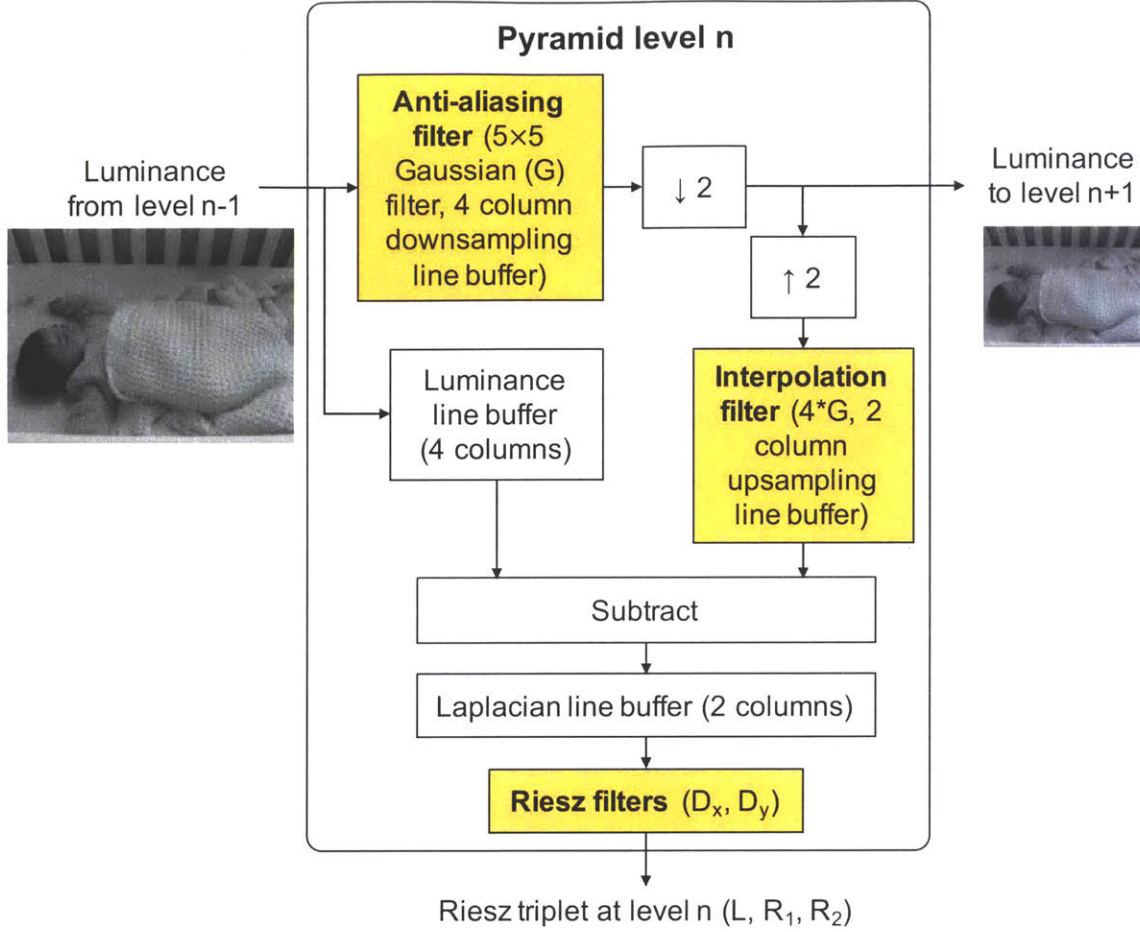 Pyramid level n
Anti-aliasing
filter (5×5
Gaussian (G)
filter, 4 column
downsampling
line buffer)
Luminance
from level n-1
↓ 2
Luminance
to level n+1
↑ 2
Luminance
line buffer
(4 columns)
Interpolation
filter (4*G, 2
column
upsampling
line buffer)
Subtract
Laplacian line buffer (2 columns)
Riesz filters (Dx, Dy)
Riesz triplet at level n (L, R1, R2)